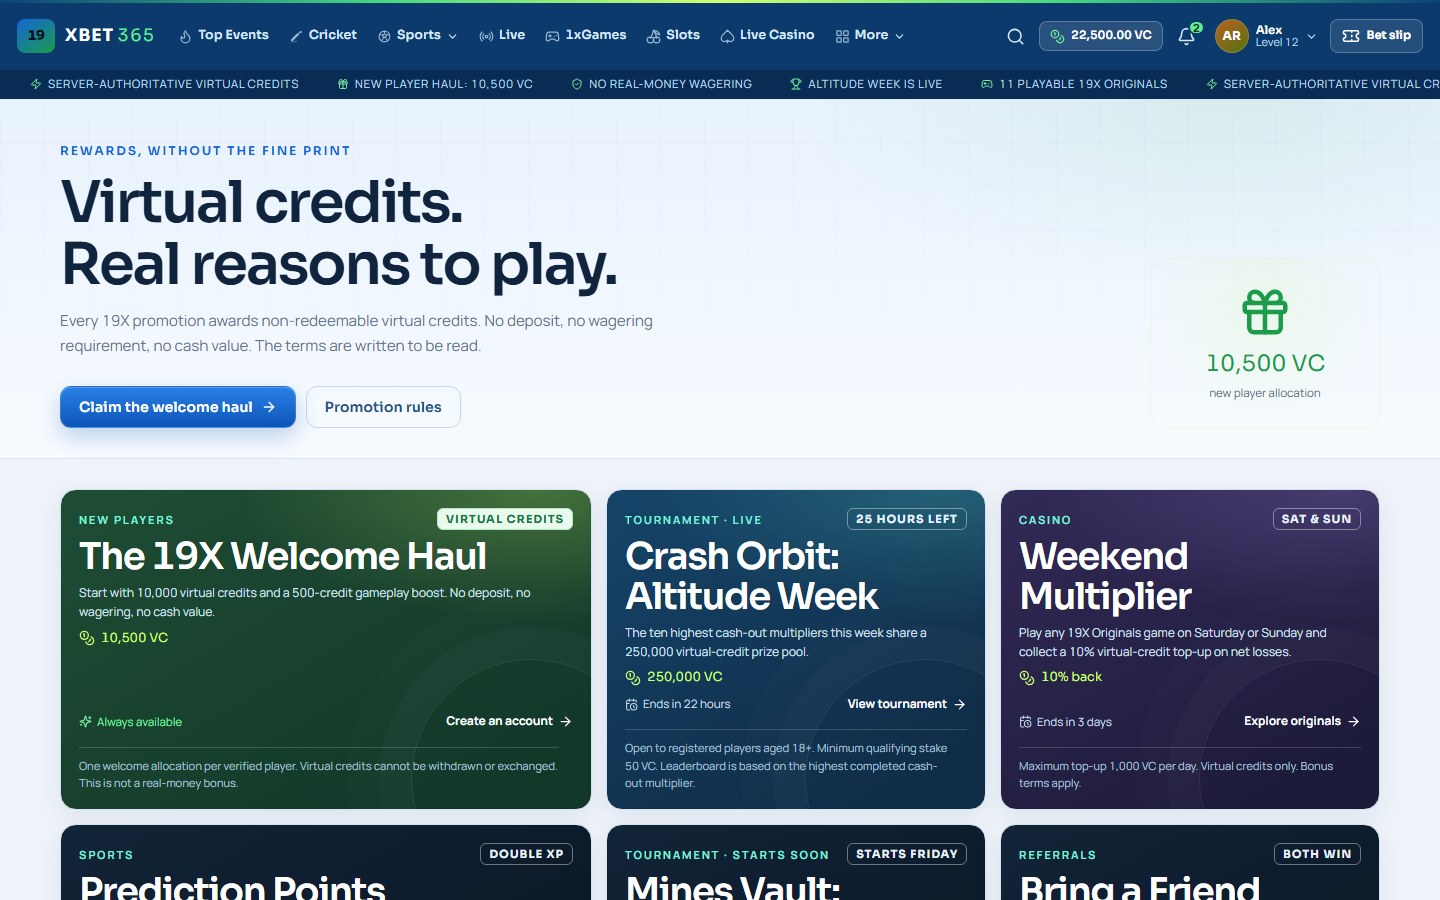 19 XBET 365 Top Events Cricket Sports Live 1xGames Slots Live Casino More 22,500.00 VC 2 AR Alex Level 12 Bet slip
SERVER-AUTHORITATIVE VIRTUAL CREDITS NEW PLAYER HAUL: 10,500 VC NO REAL-MONEY WAGERING ALTITUDE WEEK IS LIVE 11 PLAYABLE 19X ORIGINALS SERVER-AUTHORITATIVE VIRTUAL CR
REWARDS, WITHOUT THE FINE PRINT
Virtual credits.
Real reasons to play.
Every 19X promotion awards non-redeemable virtual credits. No deposit, no wagering
requirement, no cash value. The terms are written to be read.
Claim the welcome haul
Promotion rules
10,500 VC
new player allocation
NEW PLAYERS
VIRTUAL CREDITS
The 19X Welcome Haul
Start with 10,000 virtual credits and a 500-credit gameplay boost. No deposit, no
wagering, no cash value.
10,500 VC
Always available
Create an account
One welcome allocation per verified player. Virtual credits cannot be withdrawn or exchanged.
This is not a real-money bonus.
TOURNAMENT · LIVE
25 HOURS LEFT
Crash Orbit:
Altitude Week
The ten highest cash-out multipliers this week share a
250,000 virtual-credit prize pool.
250,000 VC
Ends in 22 hours
View tournament
Open to registered players aged 18+. Minimum qualifying stake
50 VC. Leaderboard is based on the highest completed cash-
out multiplier.
CASINO
SAT & SUN
Weekend
Multiplier
Play any 19X Originals game on Saturday or Sunday and
collect a 10% virtual-credit top-up on net losses.
10% back
Ends in 3 days
Explore originals
Maximum top-up 1,000 VC per day. Virtual credits only. Bonus
terms apply.
SPORTS
DOUBLE XP
Prediction Points
TOURNAMENT · STARTS SOON
STARTS FRIDAY
Mines Vault:
REFERRALS
BOTH WIN
Bring a Friend